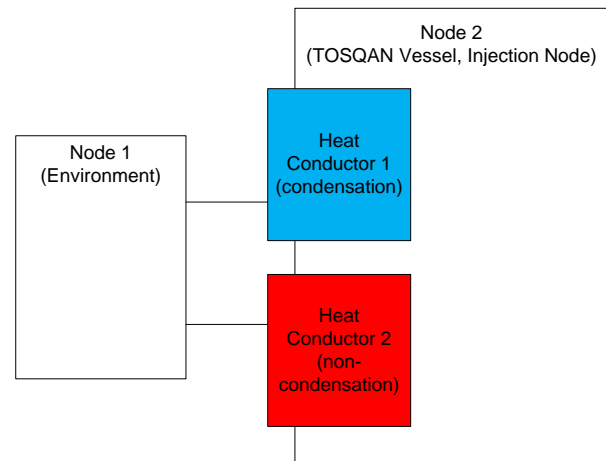 Node 2
(TOSQAN Vessel, Injection Node)
Heat
Conductor 1
(condensation)
Node 1
(Environment)
Heat
Conductor 2
(non-
condensation)